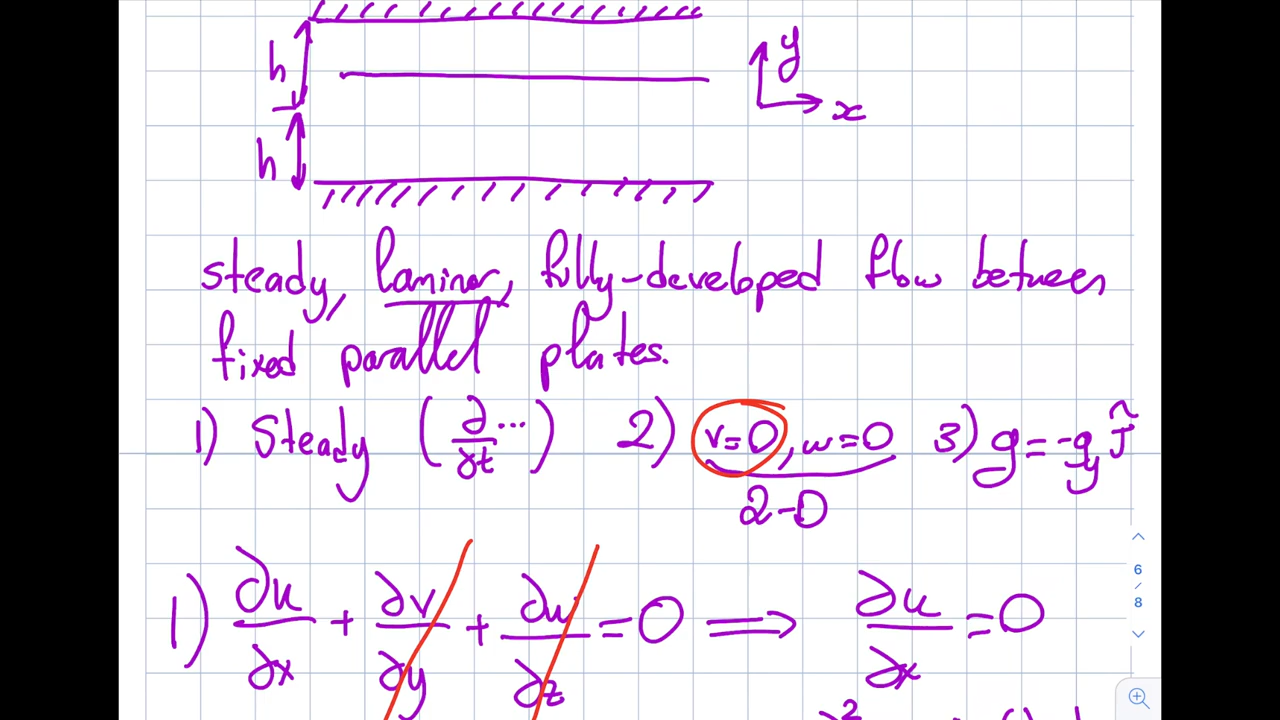 h
y
x
h
steady, laminar, fully-developed flow between
fixed parallel plates.
1) Steady (∂/∂t ...) 2) v=0, w=0 3) g=-g_y ĵ
2-D
1) ∂u/∂x + ∂v/∂y + ∂w/∂z = 0 ⟹ ∂u/∂x = 0
6
/
8